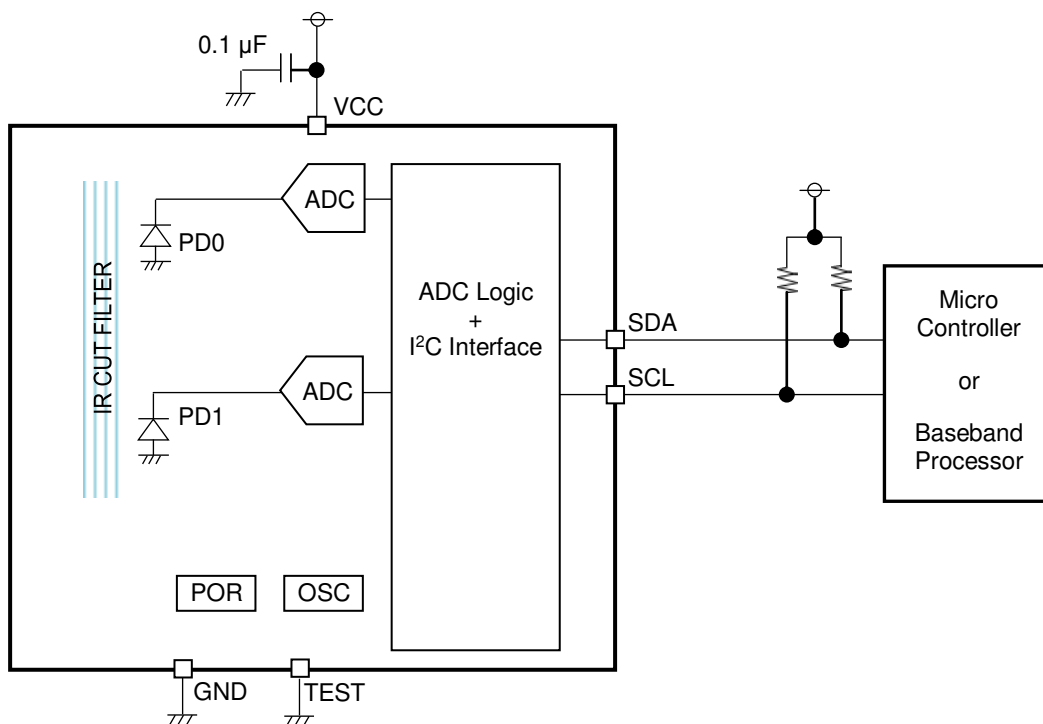 0.1 µF
VCC
IR CUT FILTER
PD0
ADC
PD1
ADC
ADC Logic
+
I²C Interface
SDA
SCL
Micro
Controller
or
Baseband
Processor
POR
OSC
GND
TEST